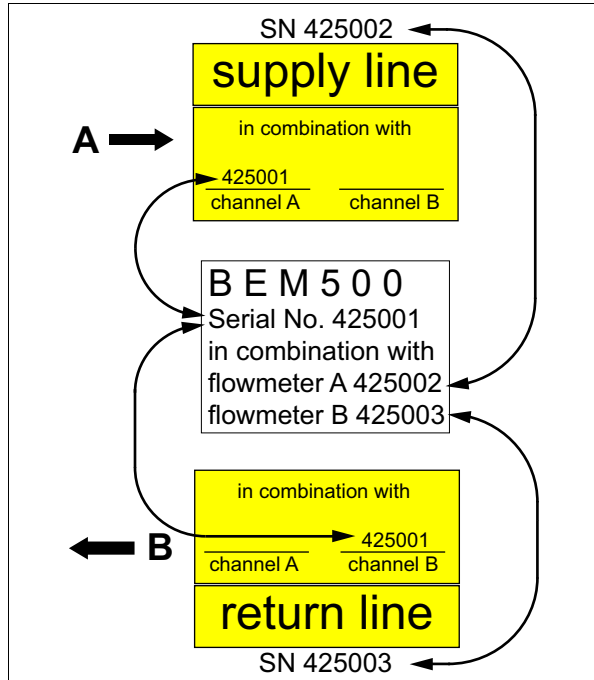 SN 425002
supply line
A
in combination with
425001
channel A channel B
B E M 5 0 0
Serial No. 425001
in combination with
flowmeter A 425002
flowmeter B 425003
in combination with
B
425001
channel A channel B
return line
SN 425003